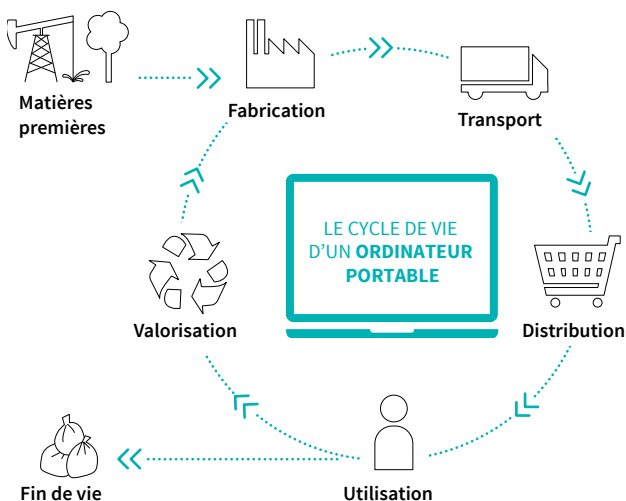 Matières
premières
Fabrication
Transport
LE CYCLE DE VIE
D'UN ORDINATEUR
PORTABLE
Valorisation
Distribution
Fin de vie
Utilisation